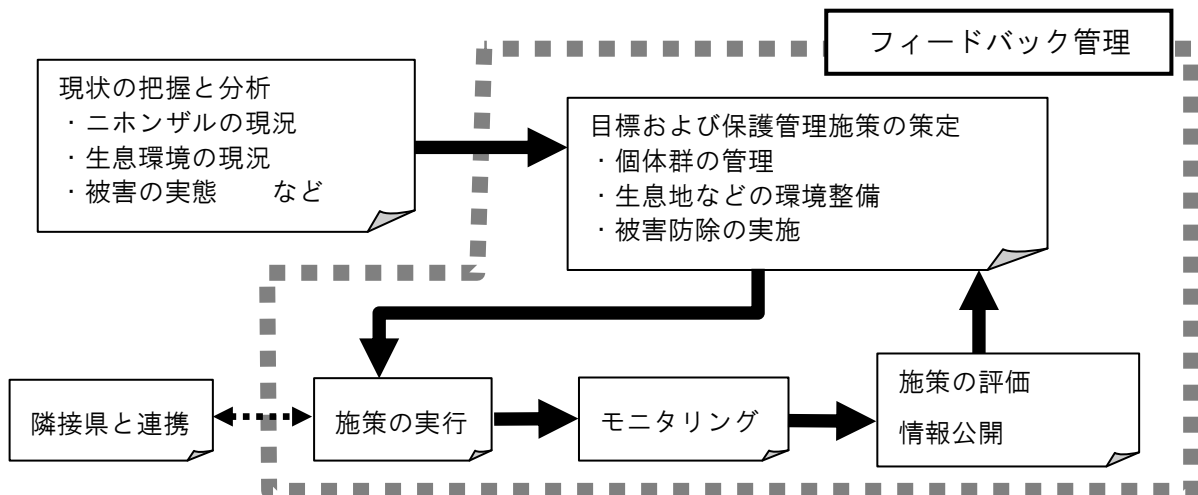 フィードバック管理
現状の把握と分析
・ニホンザルの現況
・生息環境の現況
・被害の実態　　など
目標および保護管理施策の策定
・個体群の管理
・生息地などの環境整備
・被害防除の実施
隣接県と連携
施策の実行
モニタリング
施策の評価
情報公開